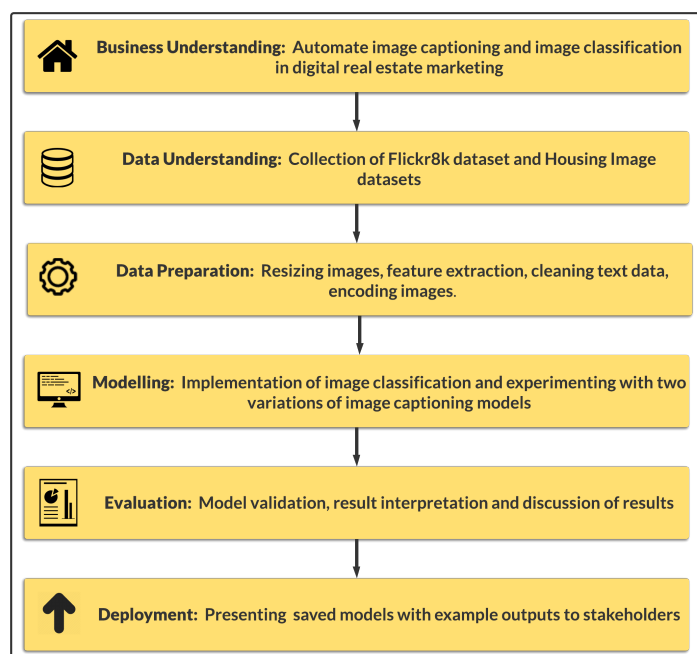 Business Understanding: Automate image captioning and image classification
in digital real estate marketing
Data Understanding: Collection of Flickr8k dataset and Housing Image
datasets
Data Preparation: Resizing images, feature extraction, cleaning text data,
encoding images.
Modelling: Implementation of image classification and experimenting with two
variations of image captioning models
</>
Evaluation: Model validation, result interpretation and discussion of results
Deployment: Presenting saved models with example outputs to stakeholders